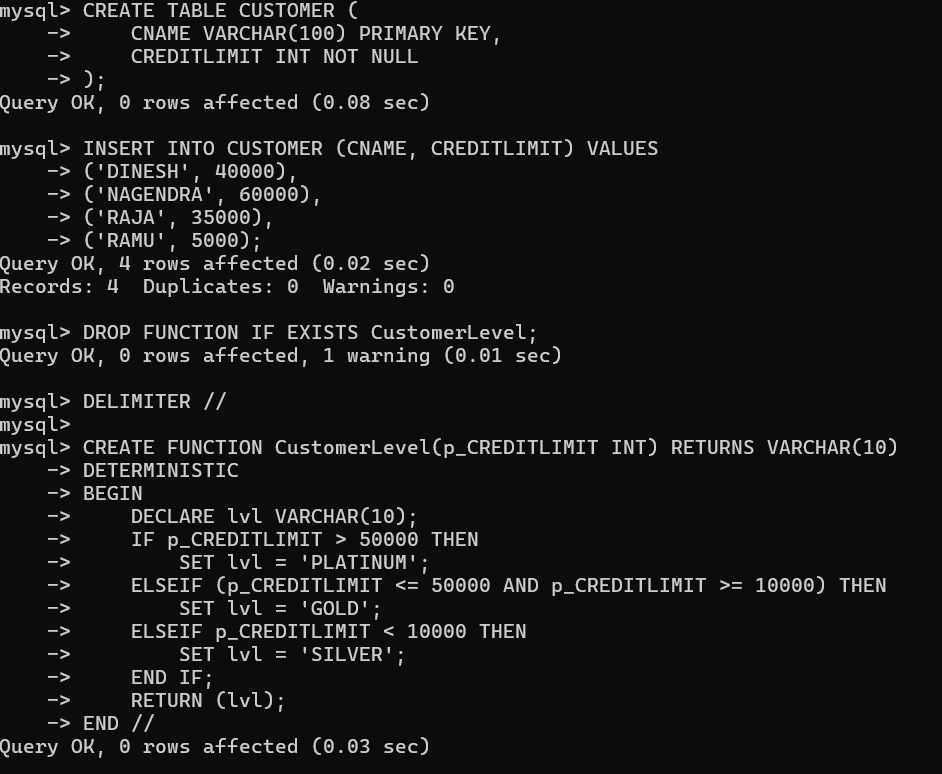 mysql> CREATE TABLE CUSTOMER (
    ->     CNAME VARCHAR(100) PRIMARY KEY,
    ->     CREDITLIMIT INT NOT NULL
    -> );
Query OK, 0 rows affected (0.08 sec)

mysql> INSERT INTO CUSTOMER (CNAME, CREDITLIMIT) VALUES
    -> ('DINESH', 40000),
    -> ('NAGENDRA', 60000),
    -> ('RAJA', 35000),
    -> ('RAMU', 5000);
Query OK, 4 rows affected (0.02 sec)
Records: 4  Duplicates: 0  Warnings: 0

mysql> DROP FUNCTION IF EXISTS CustomerLevel;
Query OK, 0 rows affected, 1 warning (0.01 sec)

mysql> DELIMITER //
mysql>
mysql> CREATE FUNCTION CustomerLevel(p_CREDITLIMIT INT) RETURNS VARCHAR(10)
    -> DETERMINISTIC
    -> BEGIN
    ->     DECLARE lvl VARCHAR(10);
    ->     IF p_CREDITLIMIT > 50000 THEN
    ->         SET lvl = 'PLATINUM';
    ->     ELSEIF (p_CREDITLIMIT <= 50000 AND p_CREDITLIMIT >= 10000) THEN
    ->         SET lvl = 'GOLD';
    ->     ELSEIF p_CREDITLIMIT < 10000 THEN
    ->         SET lvl = 'SILVER';
    ->     END IF;
    ->     RETURN (lvl);
    -> END //
Query OK, 0 rows affected (0.03 sec)